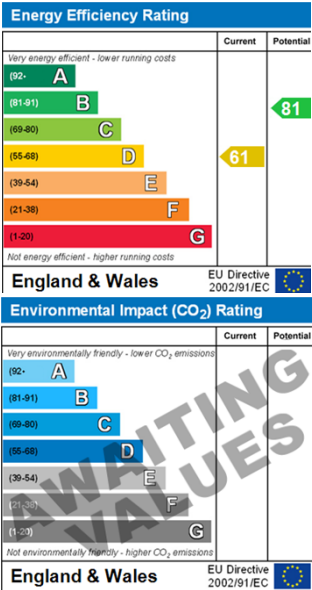 Energy Efficiency Rating
Current Potential
Very energy efficient - lower running costs
(92- A
(81-91) B
81
(69-80) C
(55-68) D
61
(39-54) E
(21-38) F
(1-20) G
Not energy efficient - higher running costs
England & Wales
EU Directive
2002/91/EC
Environmental Impact (CO2) Rating
Current Potential
Very environmentally friendly - lower CO2 emissions
(92- A
(81-91) B
(69-80) C
(55-68) D
(39-54) E
(21-38) F
(1-20) G
AWAITING
VALUES
Not environmentally friendly - higher CO2 emissions
England & Wales
EU Directive
2002/91/EC